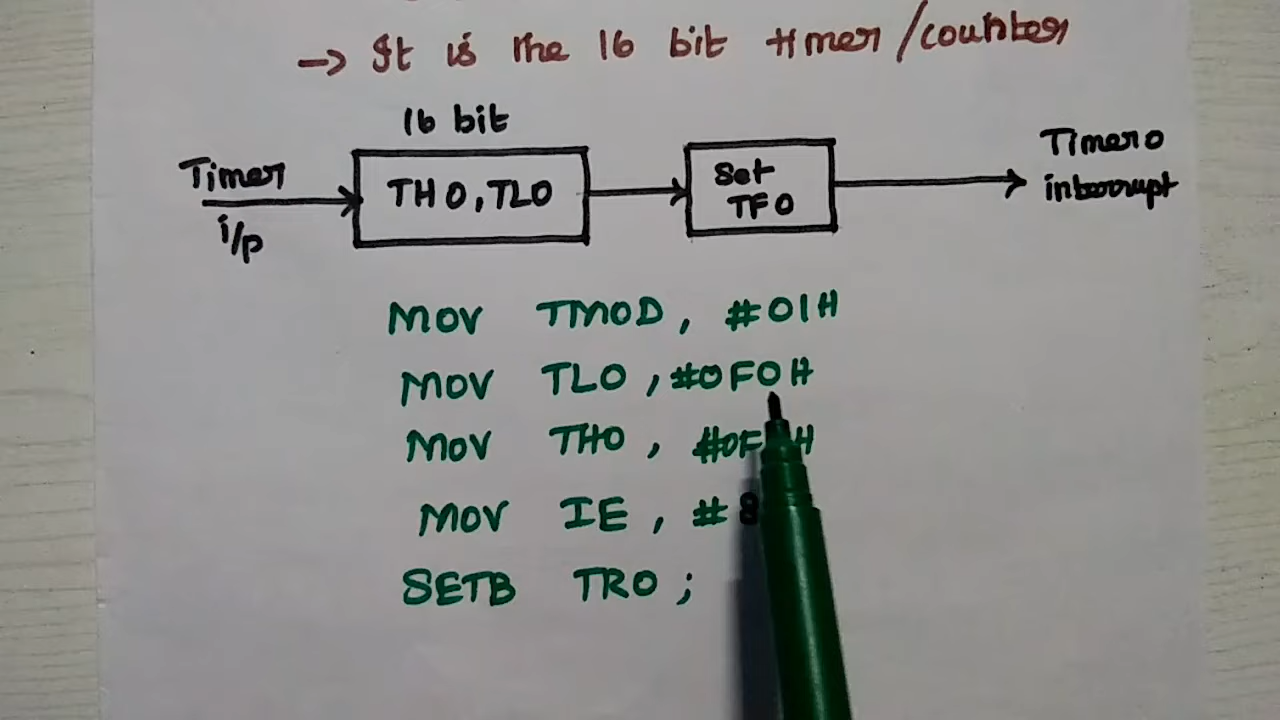 → It is the 16 bit timer/counter
16 bit
Timer i/p
TH0, TL0
Set TF0
Timer0 interrupt
MOV TMOD, #01H
MOV TL0, #0F0H
MOV TH0,
MOV IE,
SETB TR0;